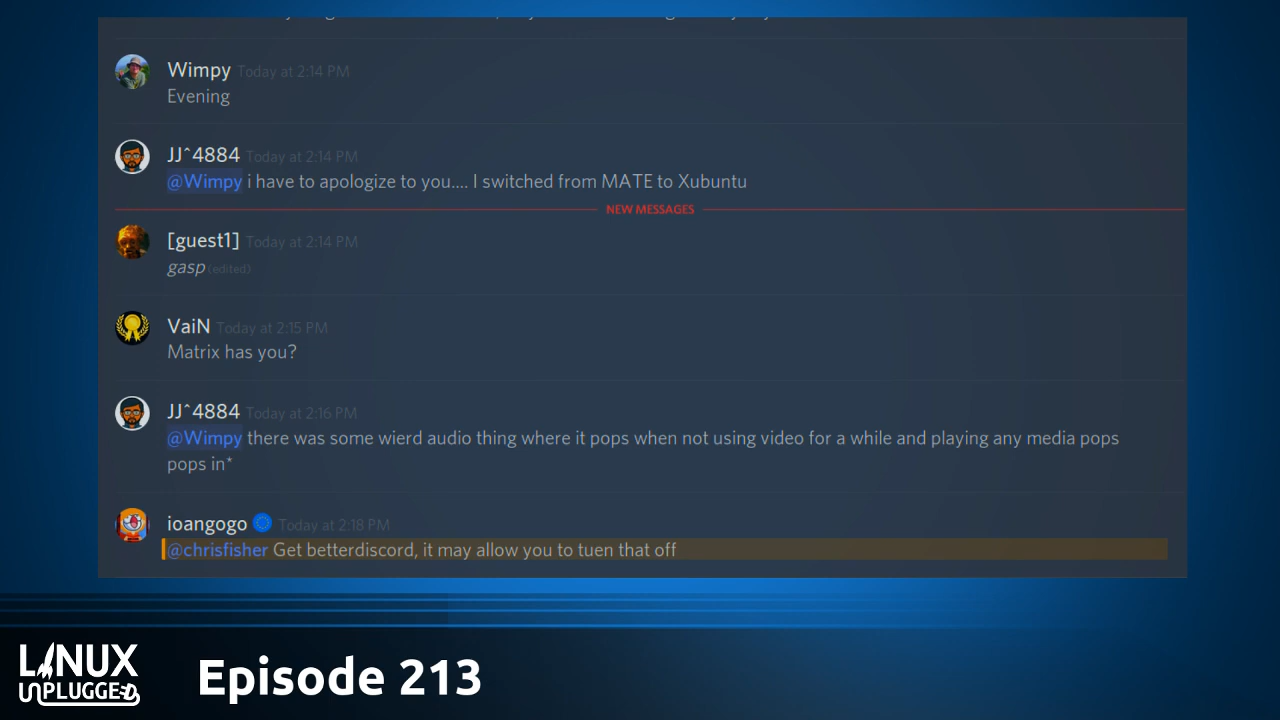 Wimpy Today at 2:14 PM
Evening
JJ^4884 Today at 2:14 PM
@Wimpy i have to apologize to you.... I switched from MATE to Xubuntu
NEW MESSAGES
[guest1] Today at 2:14 PM
gasp (edited)
VaiN Today at 2:15 PM
Matrix has you?
JJ^4884 Today at 2:16 PM
@Wimpy there was some wierd audio thing where it pops when not using video for a while and playing any media pops
pops in*
ioangogo Today at 2:18 PM
@chrisfisher Get betterdiscord, it may allow you to tuen that off
LINUX
UNPLUGGED
Episode 213